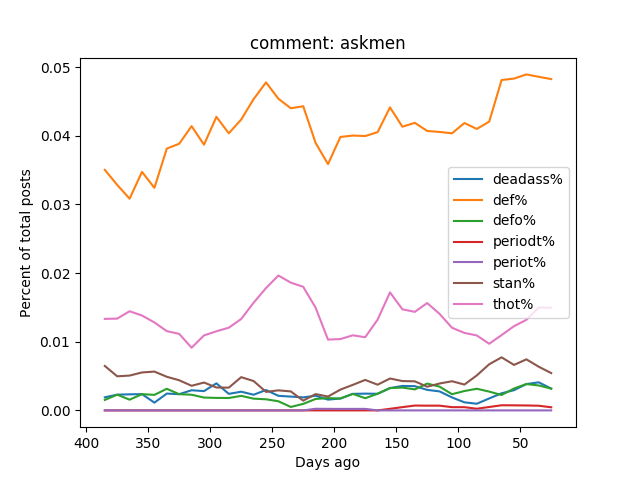 comment: askmen
Percent of total posts
0.05
0.04
0.03
0.02
0.01
0.00
deadass%
def%
defo%
periodt%
periot%
stan%
thot%
400 350 300 250 200 150 100 50
Days ago